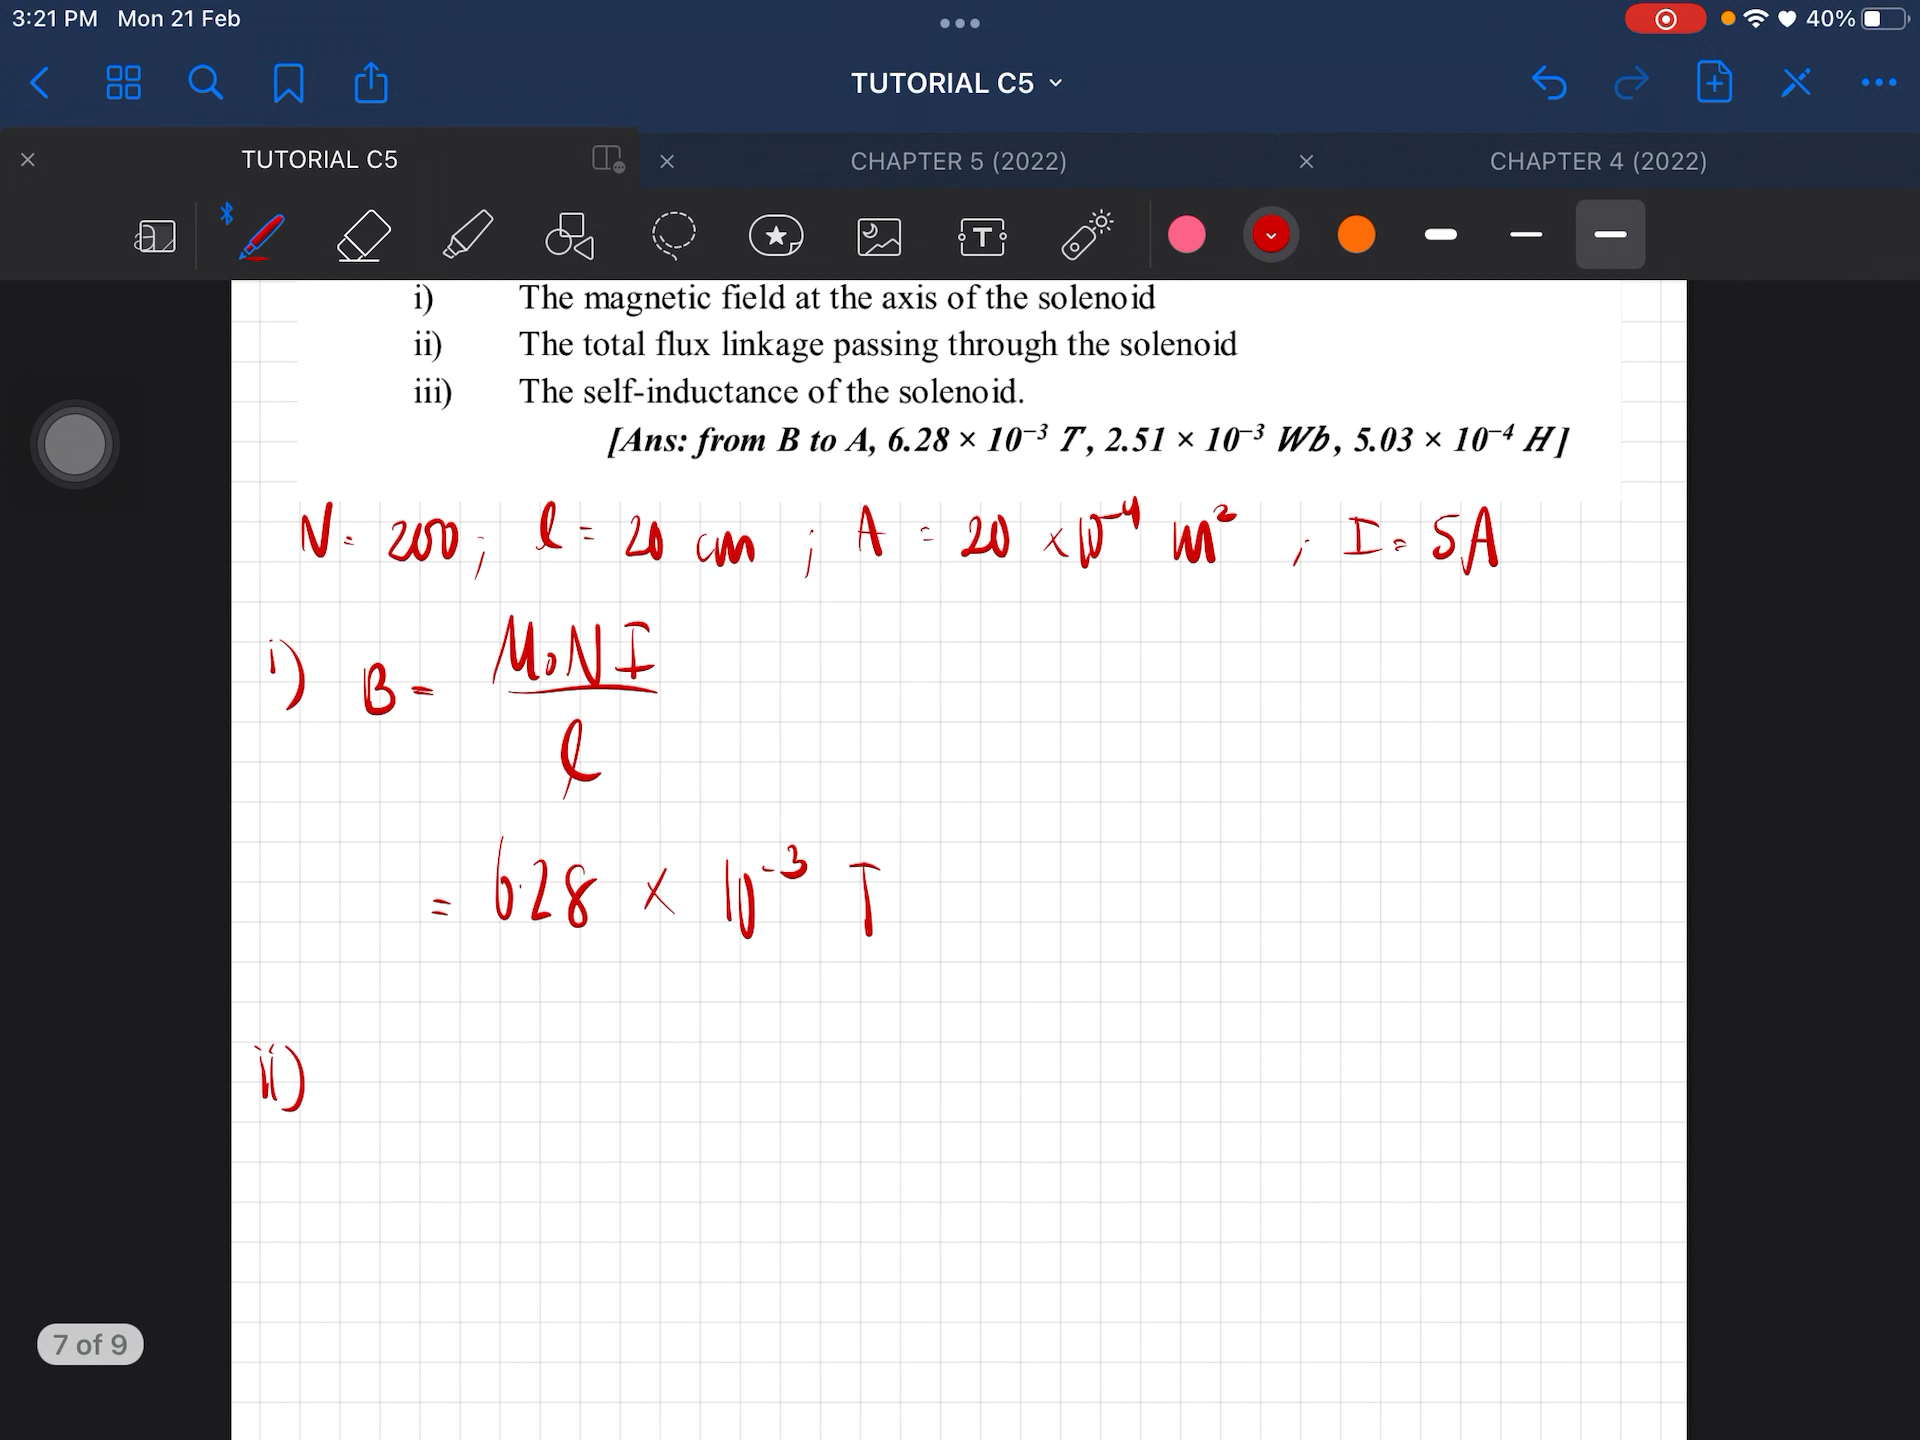 3:21 PM Mon 21 Feb
40%
TUTORIAL C5
TUTORIAL C5
CHAPTER 5 (2022)
CHAPTER 4 (2022)
i) The magnetic field at the axis of the solenoid
ii) The total flux linkage passing through the solenoid
iii) The self-inductance of the solenoid.
[Ans: from B to A, 6.28 × 10⁻³ T, 2.51 × 10⁻³ Wb, 5.03 × 10⁻⁴ H]
N = 200 ; l = 20 cm ; A = 20 × 10⁻⁴ m² ; I = 5A
i) B = μ₀NI / l
= 6.28 × 10⁻³ T
ii)
7 of 9